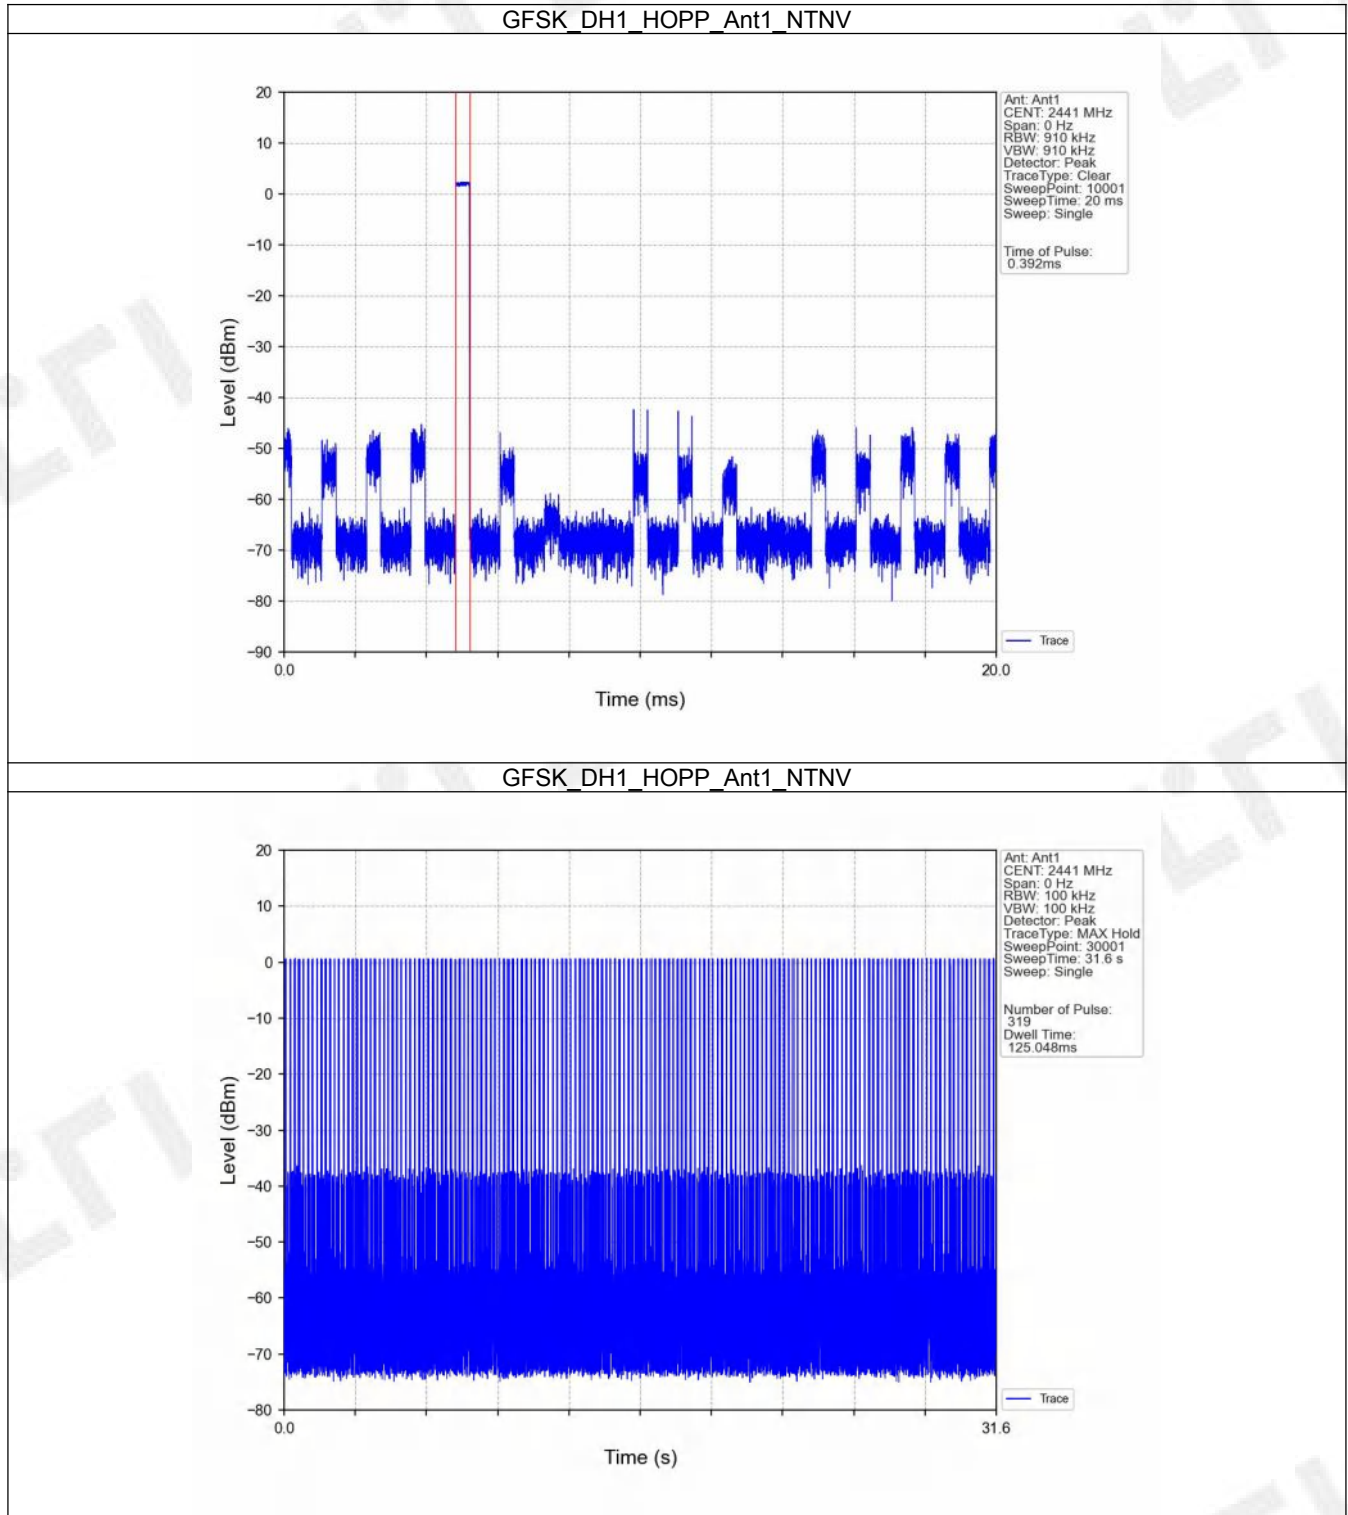 GFSK_DH1_HOPP_Ant1_NTNV
20
10
0
−10
−20
−30
−40
−50
−60
−70
−80
−90
Level (dBm)
0.0
20.0
Time (ms)
Ant: Ant1
CENT: 2441 MHz
Span: 0 Hz
RBW: 910 kHz
VBW: 910 kHz
Detector: Peak
TraceType: Clear
SweepPoint: 10001
SweepTime: 20 ms
Sweep: Single
Time of Pulse:
0.392ms
Trace
GFSK_DH1_HOPP_Ant1_NTNV
20
10
0
−10
−20
−30
−40
−50
−60
−70
−80
Level (dBm)
0.0
31.6
Time (s)
Ant: Ant1
CENT: 2441 MHz
Span: 0 Hz
RBW: 100 kHz
VBW: 100 kHz
Detector: Peak
TraceType: MAX Hold
SweepPoint: 30001
SweepTime: 31.6 s
Sweep: Single
Number of Pulse:
319
Dwell Time:
125.048ms
Trace